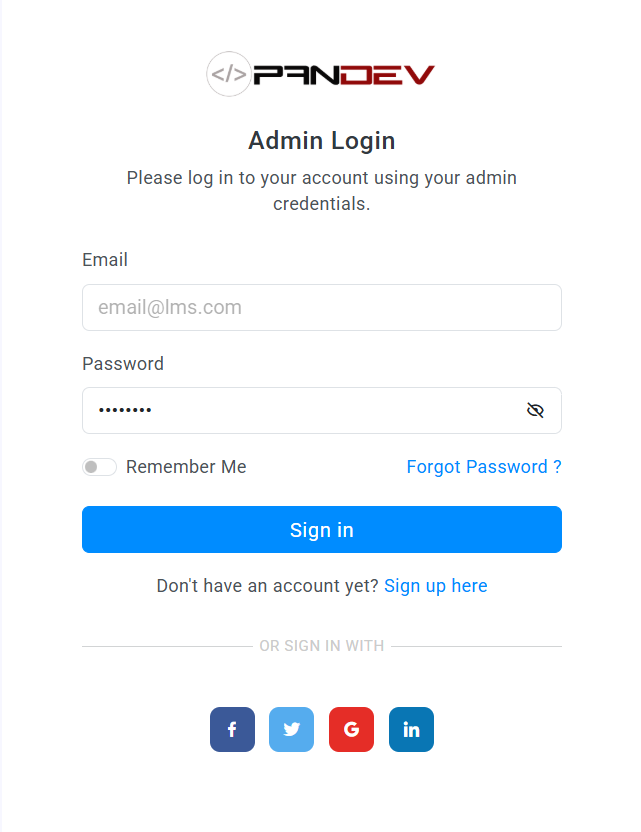 </> PANDEV
Admin Login
Please log in to your account using your admin
credentials.
Email
email@lms.com
Password
••••••••
Remember Me
Forgot Password ?
Sign in
Don't have an account yet? Sign up here
OR SIGN IN WITH
f
G
in